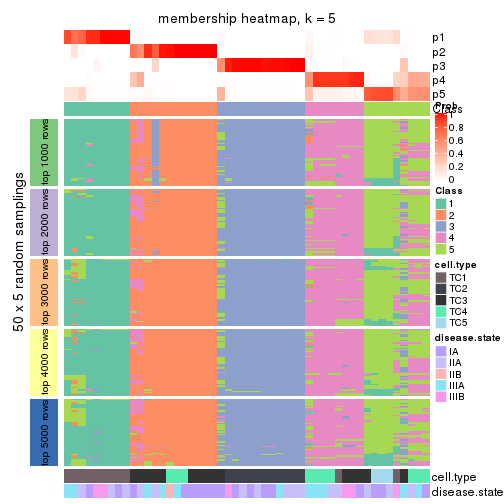 membership heatmap, k = 5
p1
p2
p3
p4
p5
Class
50 x 5 random samplings
top 1000 rows
top 2000 rows
top 3000 rows
top 4000 rows
top 5000 rows
cell.type
disease.state
Prob
1
0.8
0.6
0.4
0.2
0
Class
1
2
3
4
5
cell.type
TC1
TC2
TC3
TC4
TC5
disease.state
IA
IIA
IIB
IIIA
IIIB